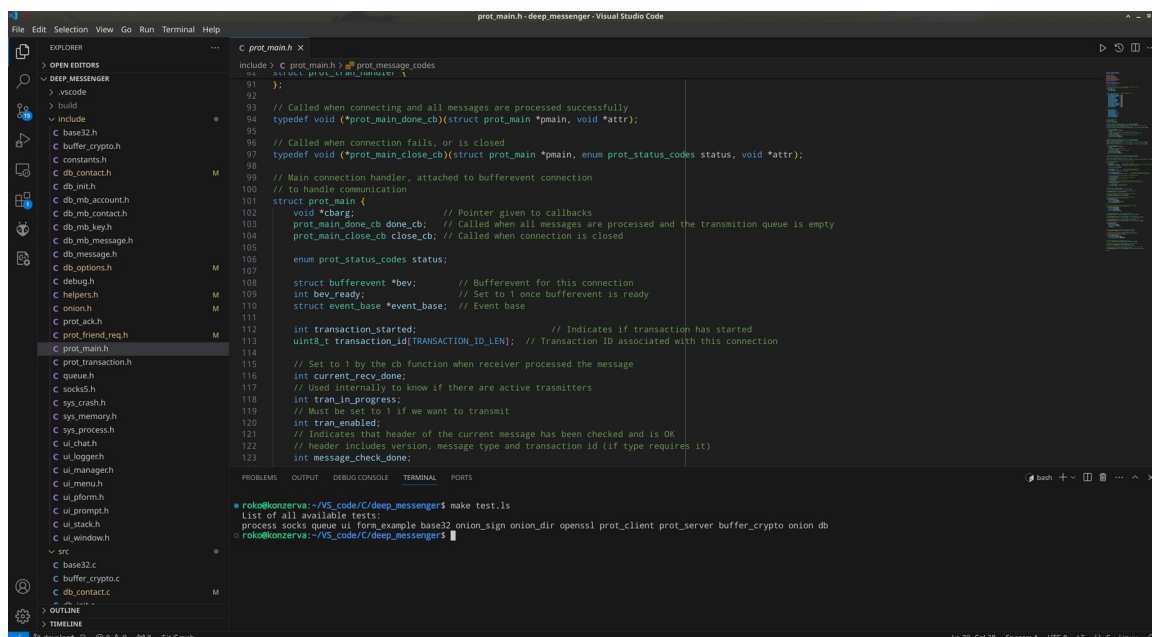 prot_main.h - deep_messenger - Visual Studio Code
File Edit Selection View Go Run Terminal Help
EXPLORER
OPEN EDITORS
DEEP_MESSENGER
.vscode
build
include
C base32.h
C buffer_crypto.h
C constants.h
C db_contact.h M
C db_init.h
C db_mb_account.h
C db_mb_contact.h
C db_mb_key.h
C db_mb_message.h
C db_message.h
C db_options.h M
C debug.h
C helpers.h M
C onion.h M
C prot_ack.h
C prot_friend_req.h M
C prot_main.h
C prot_transaction.h
C queue.h
C socks5.h
C sys_crash.h
C sys_memory.h
C sys_process.h
C ui_chat.h
C ui_logger.h
C ui_manager.h
C ui_menu.h
C ui_pform.h
C ui_prompt.h
C ui_stack.h
C ui_window.h
src
C base32.c
C buffer_crypto.c
C db_contact.c M
OUTLINE
TIMELINE
C prot_main.h
include > C prot_main.h > prot_message_codes
82 struct prot_tran_handler {
91 };
92
93 // Called when connecting and all messages are processed successfully
94 typedef void (*prot_main_done_cb)(struct prot_main *pmain, void *attr);
95
96 // Called when connection fails, or is closed
97 typedef void (*prot_main_close_cb)(struct prot_main *pmain, enum prot_status_codes status, void *attr);
98
99 // Main connection handler, attached to bufferevent connection
100 // to handle communication
101 struct prot_main {
102 void *cbarg; // Pointer given to callbacks
103 prot_main_done_cb done_cb; // Called when all messages are processed and the transmition queue is empty
104 prot_main_close_cb close_cb; // Called when connection is closed
105
106 enum prot_status_codes status;
107
108 struct bufferevent *bev; // Bufferevent for this connection
109 int bev_ready; // Set to 1 once bufferevent is ready
110 struct event_base *event_base; // Event base
111
112 int transaction_started; // Indicates if transaction has started
113 uint8_t transaction_id[TRANSACTION_ID_LEN]; // Transaction ID associated with this connection
114
115 // Set to 1 by the cb function when receiver processed the message
116 int current_recv_done;
117 // Used internally to know if there are active trasmitters
118 int tran_in_progress;
119 // Must be set to 1 if we want to transmit
120 int tran_enabled;
121 // Indicates that header of the current message has been checked and is OK
122 // header includes version, message type and transaction id (if type requires it)
123 int message_check_done;
PROBLEMS OUTPUT DEBUG CONSOLE TERMINAL PORTS
bash
roko@konzerva:~/VS_code/C/deep_messenger$ make test.ls
List of all available tests:
process socks queue ui form_example base32 onion_sign onion_dir openssl prot_client prot_server buffer_crypto onion db
roko@konzerva:~/VS_code/C/deep_messenger$